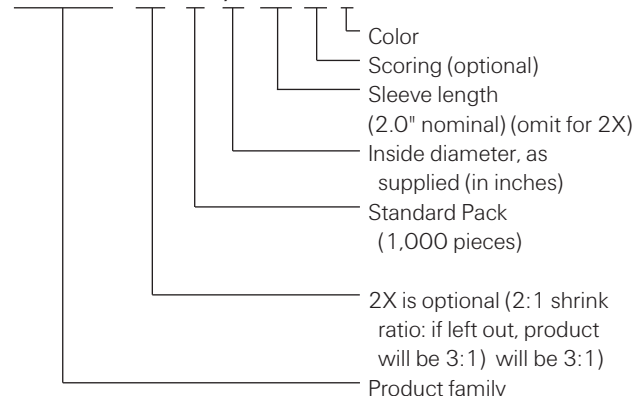 Color
Scoring (optional)
Sleeve length
(2.0" nominal) (omit for 2X)
Inside diameter, as
supplied (in inches)
Standard Pack
(1,000 pieces)
2X is optional (2:1 shrink
ratio: if left out, product
will be 3:1) will be 3:1)
Product family